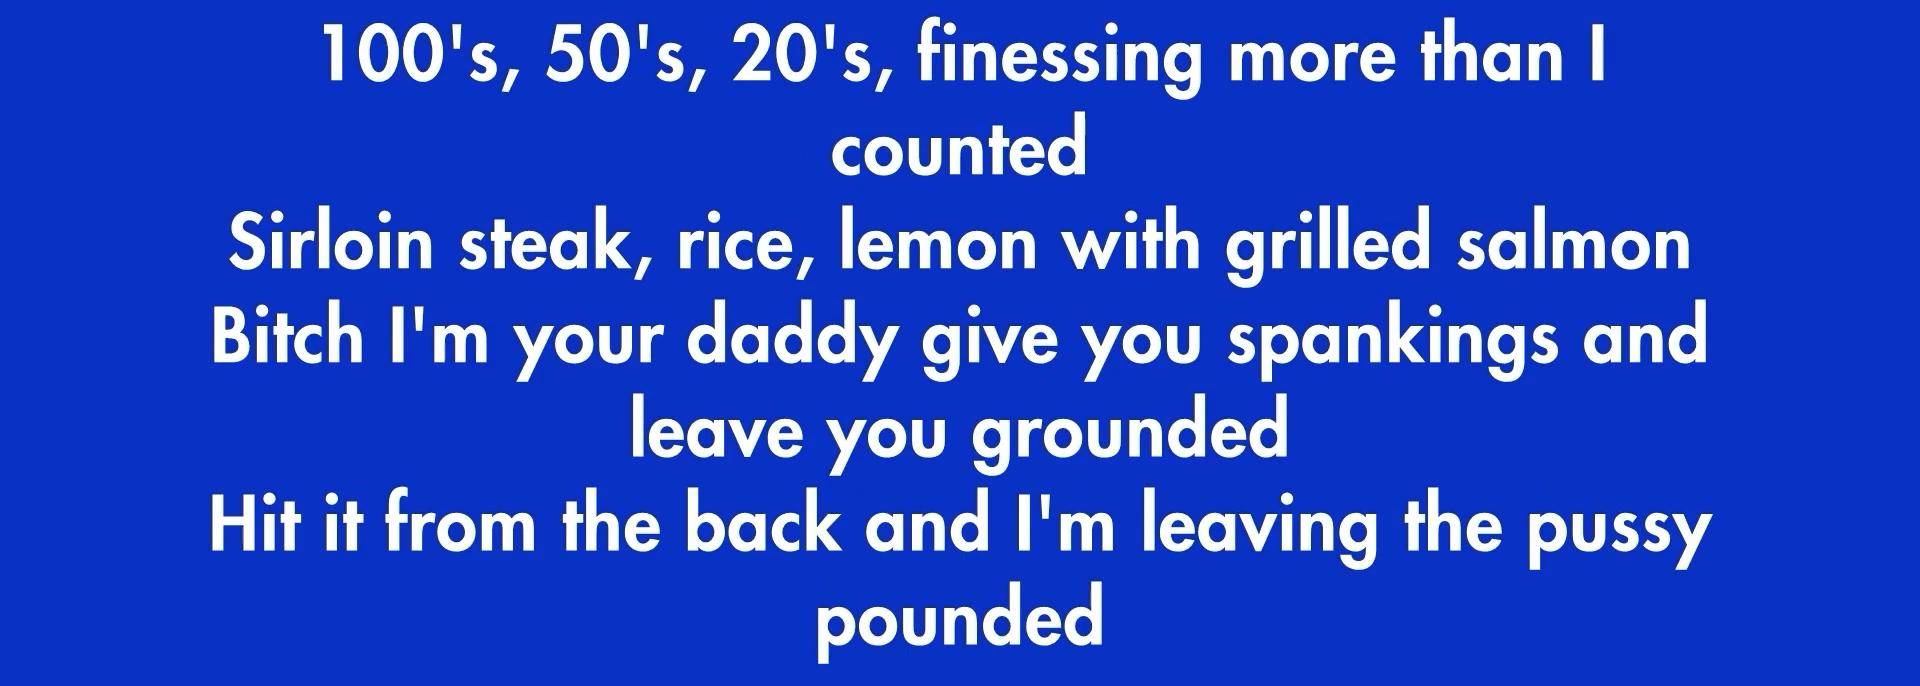 100's, 50's, 20's, finessing more than I
counted
Sirloin steak, rice, lemon with grilled salmon
Bitch I'm your daddy give you spankings and
leave you grounded
Hit it from the back and I'm leaving the pussy
pounded